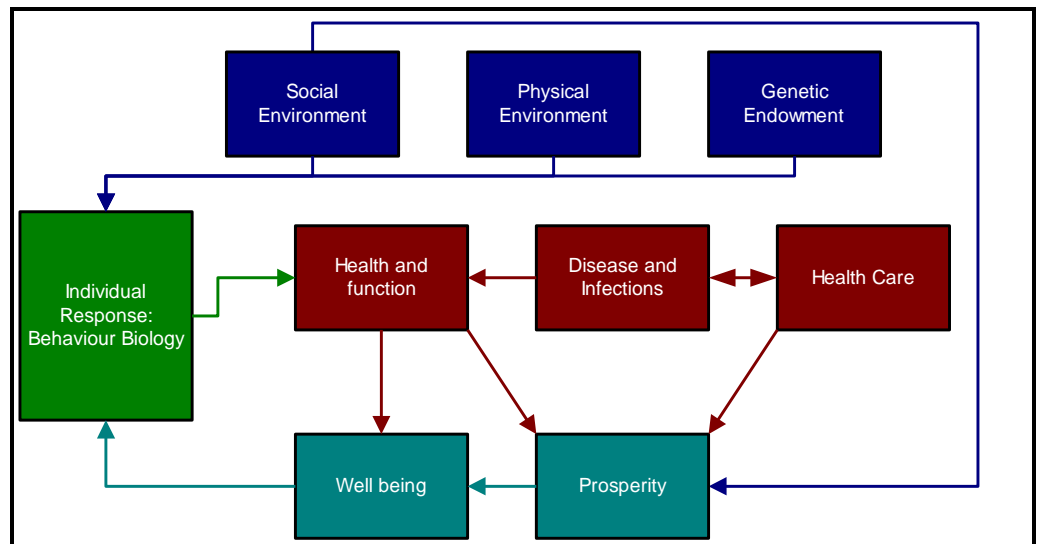 Social
Environment
Physical
Environment
Genetic
Endowment
Individual
Response:
Behaviour Biology
Health and
function
Disease and
Infections
Health Care
Well being
Prosperity